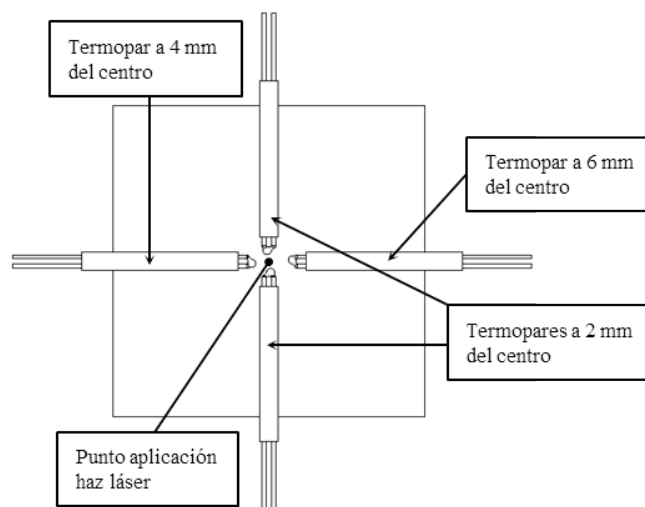 Termopar a 4 mm
del centro
Termopar a 6 mm
del centro
Termopares a 2 mm
del centro
Punto aplicación
haz láser